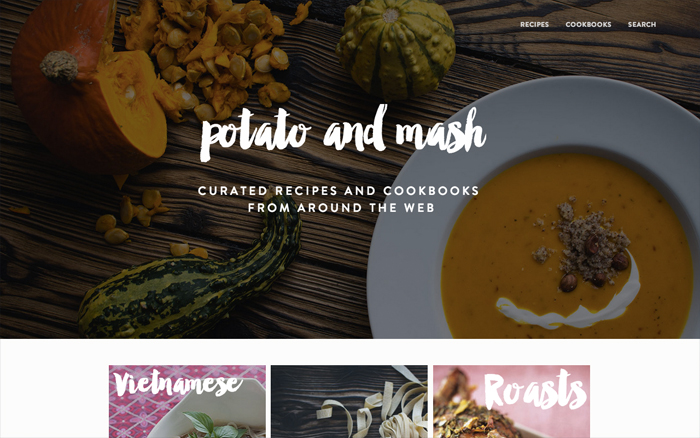 RECIPES COOKBOOKS SEARCH
potato and mash
CURATED RECIPES AND COOKBOOKS
FROM AROUND THE WEB
Vietnamese
Roasts